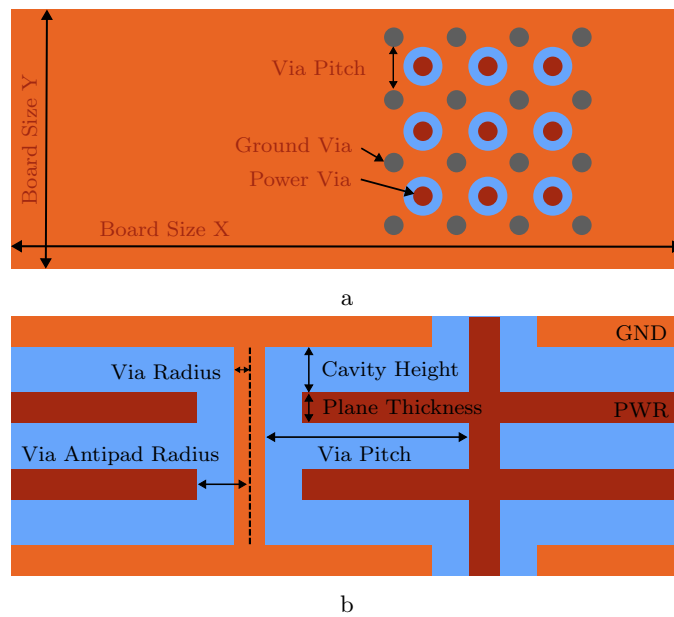 Via Pitch
Board Size Y
Ground Via
Power Via
Board Size X
a
GND
Via Radius
Cavity Height
Plane Thickness
PWR
Via Antipad Radius
Via Pitch
b